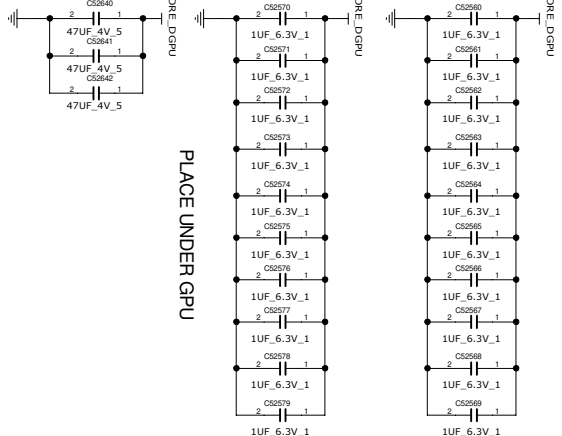 C52640
2 1
47UF_4V_5
C52641
2 1
47UF_4V_5
C52642
2 1
47UF_4V_5
ORE_DGPU
PLACE UNDER GPU
C52570
2 1
1UF_6.3V_1
C52571
2 1
1UF_6.3V_1
C52572
2 1
1UF_6.3V_1
C52573
2 1
1UF_6.3V_1
C52574
2 1
1UF_6.3V_1
C52575
2 1
1UF_6.3V_1
C52576
2 1
1UF_6.3V_1
C52577
2 1
1UF_6.3V_1
C52578
2 1
1UF_6.3V_1
C52579
2 1
1UF_6.3V_1
ORE_DGPU
C52560
2 1
1UF_6.3V_1
C52561
2 1
1UF_6.3V_1
C52562
2 1
1UF_6.3V_1
C52563
2 1
1UF_6.3V_1
C52564
2 1
1UF_6.3V_1
C52565
2 1
1UF_6.3V_1
C52566
2 1
1UF_6.3V_1
C52567
2 1
1UF_6.3V_1
C52568
2 1
1UF_6.3V_1
C52569
2 1
1UF_6.3V_1
ORE_DGPU